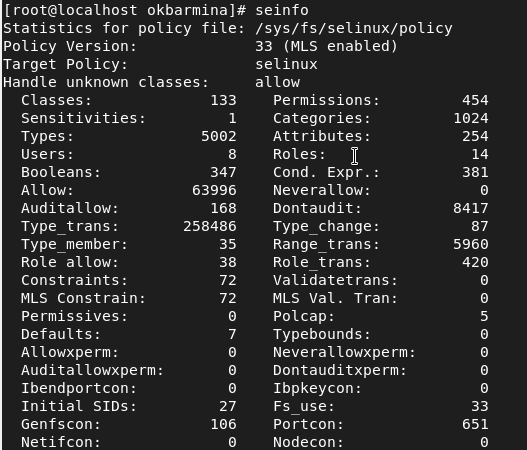 [root@localhost okbarmina]# seinfo
Statistics for policy file: /sys/fs/selinux/policy
Policy Version:             33 (MLS enabled)
Target Policy:              selinux
Handle unknown classes:     allow
  Classes:             133    Permissions:         454
  Sensitivities:         1    Categories:         1024
  Types:              5002    Attributes:          254
  Users:                 8    Roles:                14
  Booleans:            347    Cond. Expr.:         381
  Allow:             63996    Neverallow:            0
  Auditallow:          168    Dontaudit:          8417
  Type_trans:       258486    Type_change:          87
  Type_member:          35    Range_trans:        5960
  Role allow:           38    Role_trans:          420
  Constraints:          72    Validatetrans:         0
  MLS Constrain:        72    MLS Val. Tran:         0
  Permissives:           0    Polcap:                5
  Defaults:              7    Typebounds:            0
  Allowxperm:            0    Neverallowxperm:       0
  Auditallowxperm:       0    Dontauditxperm:        0
  Ibendportcon:          0    Ibpkeycon:             0
  Initial SIDs:         27    Fs_use:               33
  Genfscon:            106    Portcon:             651
  Netifcon:              0    Nodecon:               0